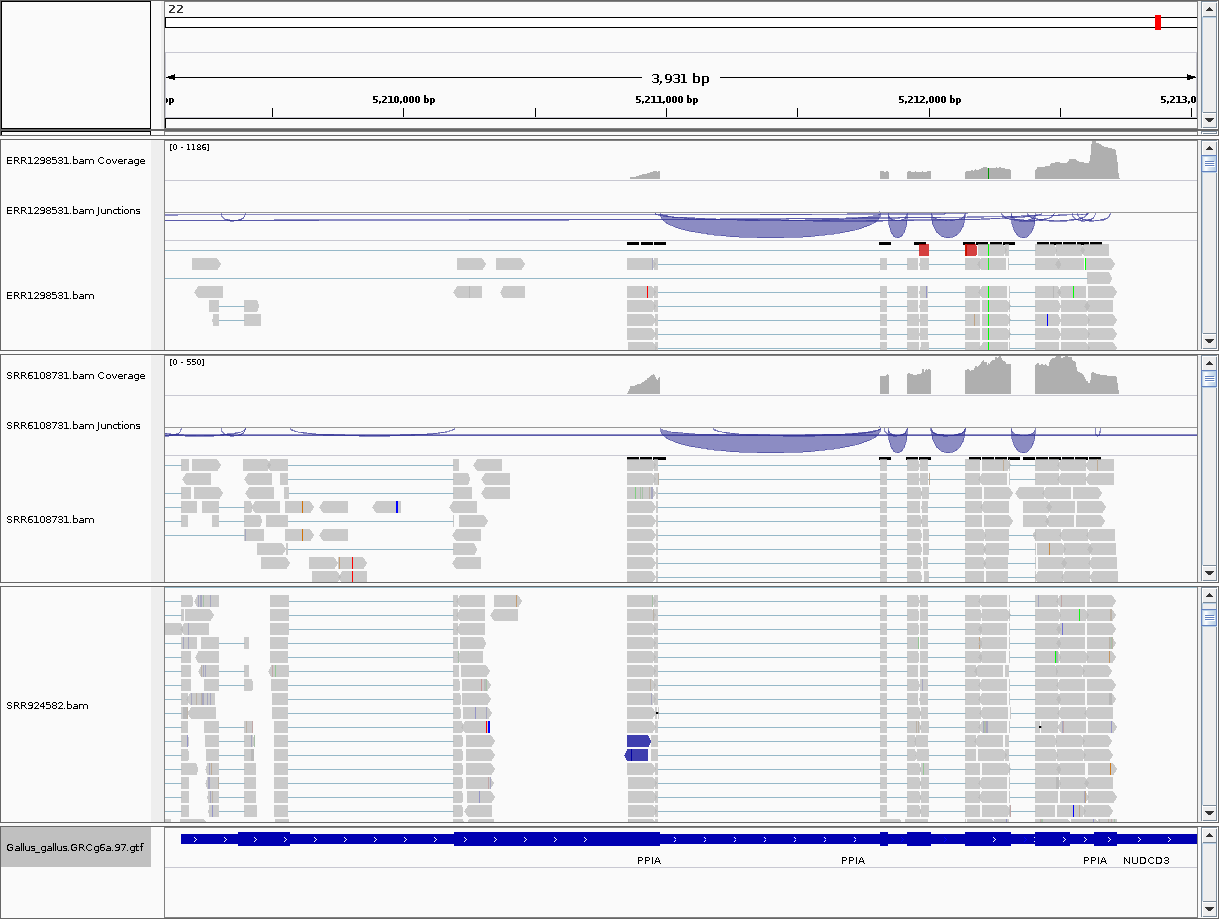 22
3,931 bp
bp
5,210,000 bp
5,211,000 bp
5,212,000 bp
5,213,0
[0 - 1186]
ERR1298531.bam Coverage
ERR1298531.bam Junctions
ERR1298531.bam
[0 - 550]
SRR6108731.bam Coverage
SRR6108731.bam Junctions
SRR6108731.bam
SRR924582.bam
Gallus_gallus.GRCg6a.97.gtf
PPIA
PPIA
PPIA
NUDCD3